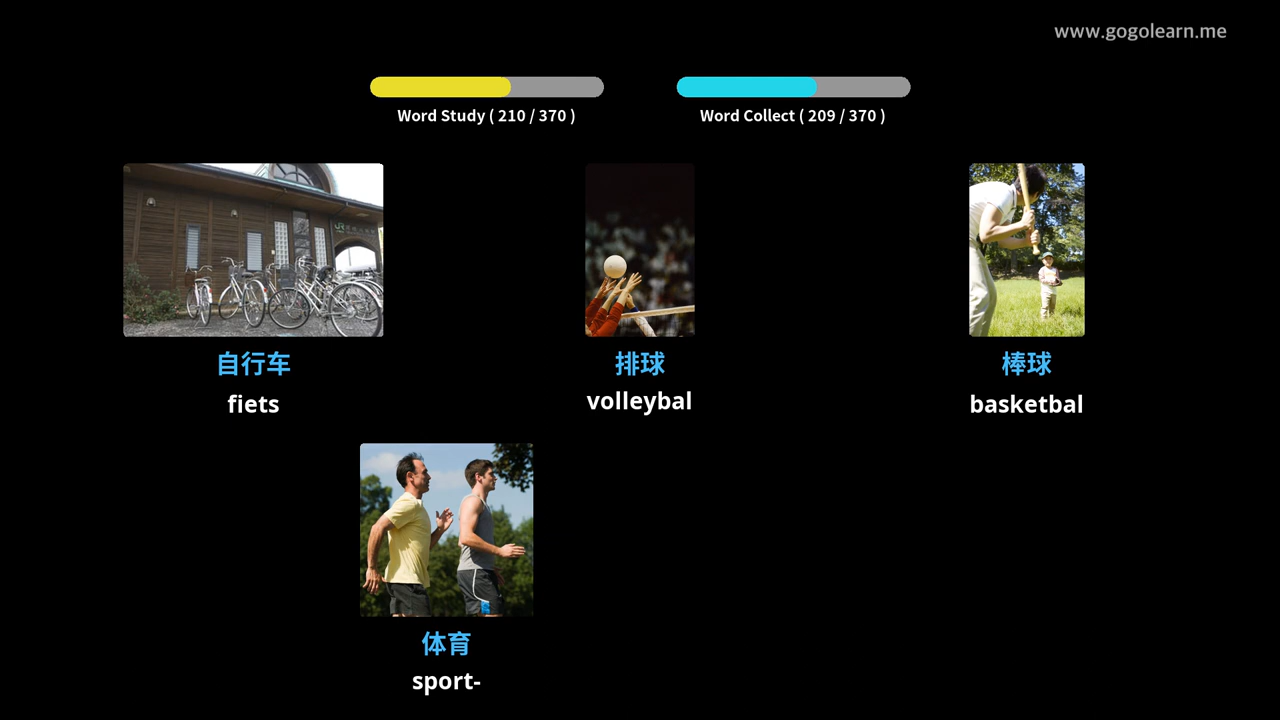 www.gogolearn.me
Word Study ( 210 / 370 )
Word Collect ( 209 / 370 )
JR
自行车
fiets
排球
volleybal
棒球
basketbal
体育
sport-